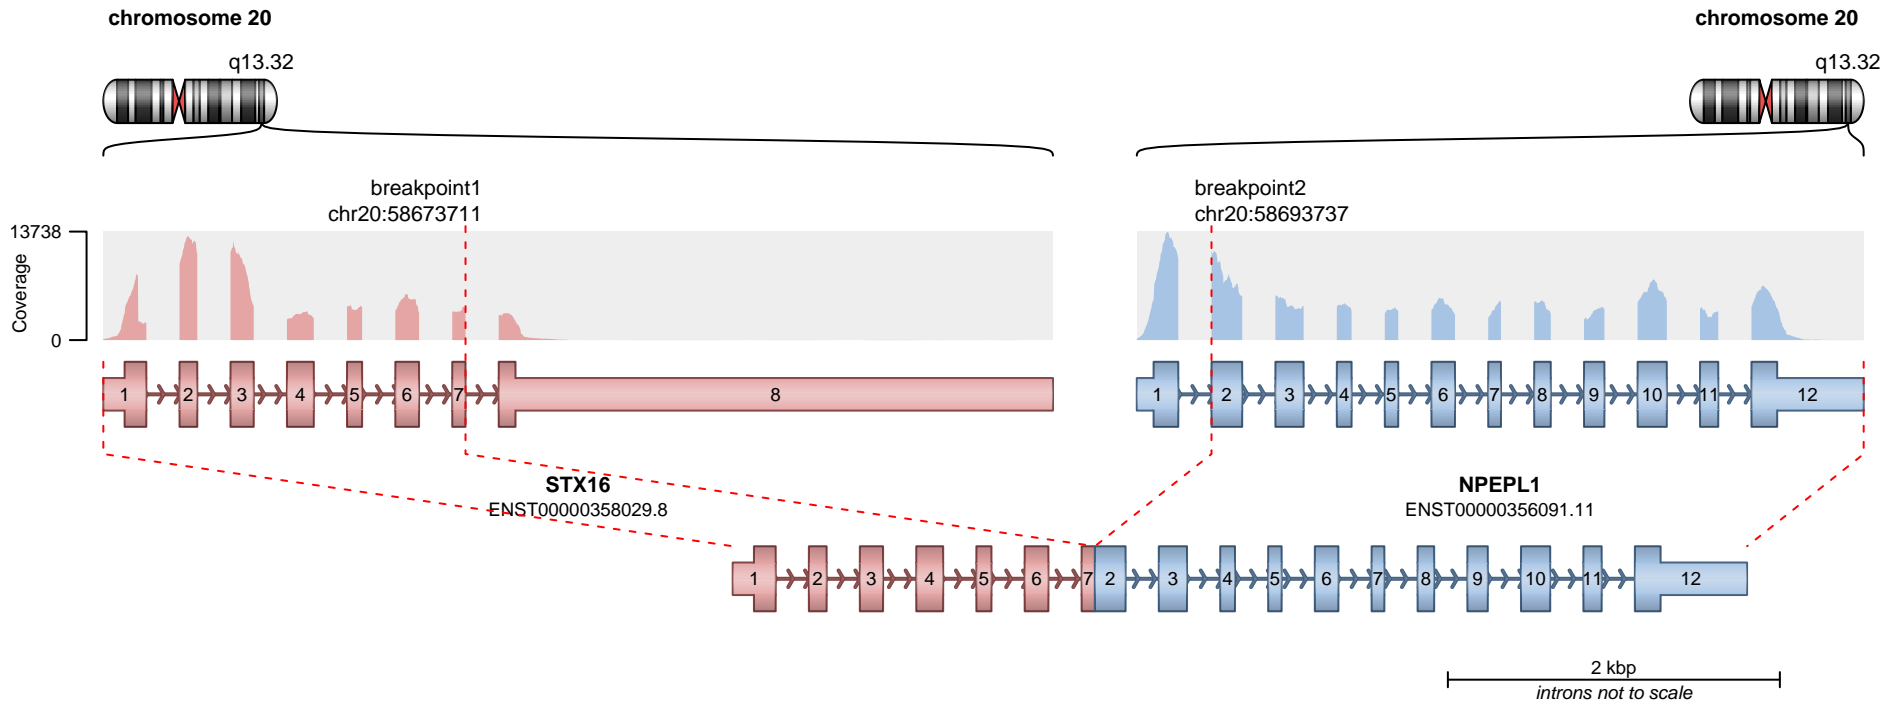 chromosome 20
chromosome 20
q13.32
q13.32
breakpoint1
chr20:58673711
breakpoint2
chr20:58693737
13738
Coverage
0
1 2 3 4 5 6 7 8
1 2 3 4 5 6 7 8 9 10 11 12
STX16
ENST00000358029.8
NPEPL1
ENST00000356091.11
1 2 3 4 5 6 7 2 3 4 5 6 7 8 9 10 11 12
2 kbp
introns not to scale